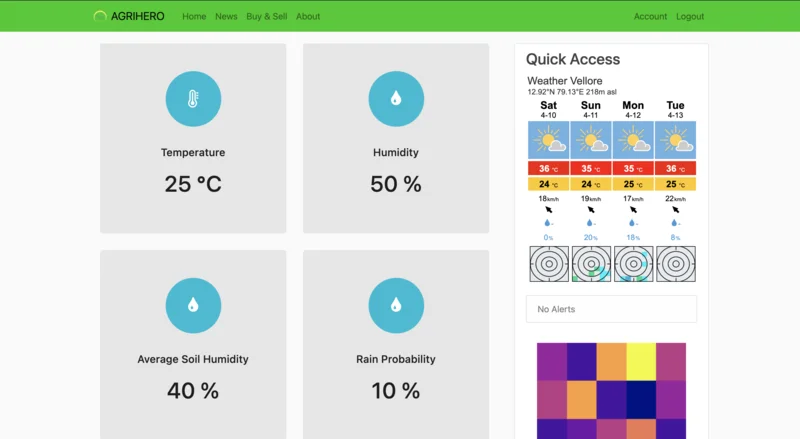 AGRIHERO Home News Buy & Sell About Account Logout
Temperature
25 °C
Humidity
50 %
Average Soil Humidity
40 %
Rain Probability
10 %
Quick Access
Weather Vellore
12.92°N 79.13°E 218m asl
Sat Sun Mon Tue
4-10 4-11 4-12 4-13
36 °C 35 °C 35 °C 36 °C
24 °C 24 °C 25 °C 25 °C
18km/h 19km/h 17km/h 22km/h
- - - -
0% 20% 18% 8%
No Alerts